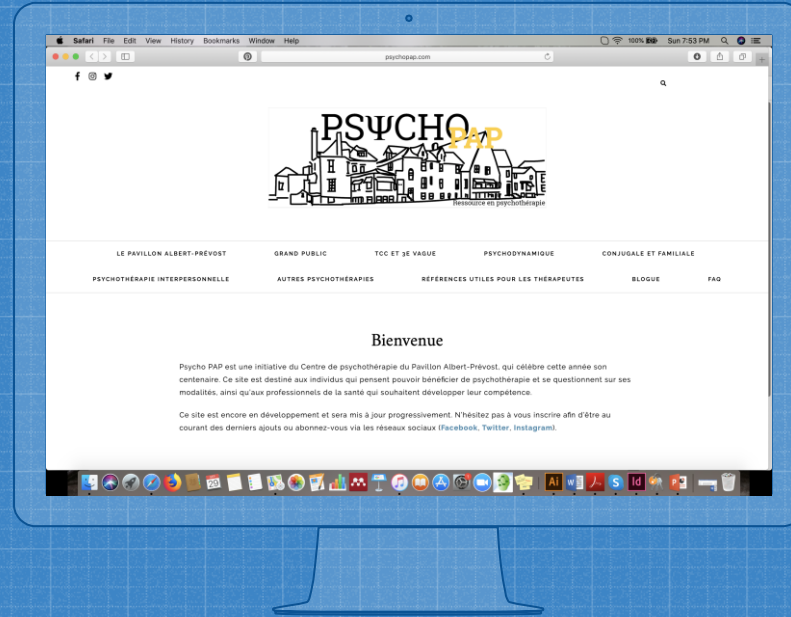 Safari File Edit View History Bookmarks Window Help 100% Sun 7:53 PM
psychopap.com
PSΨCHO
PAP
Ressource en psychothérapie
LE PAVILLON ALBERT-PRÉVOST GRAND PUBLIC TCC ET 3E VAGUE PSYCHODYNAMIQUE CONJUGALE ET FAMILIALE
PSYCHOTHÉRAPIE INTERPERSONNELLE AUTRES PSYCHOTHÉRAPIES RÉFÉRENCES UTILES POUR LES THÉRAPEUTES BLOGUE FAQ
Bienvenue
Psycho PAP est une initiative du Centre de psychothérapie du Pavillon Albert-Prévost, qui célèbre cette année son
centenaire. Ce site est destiné aux individus qui pensent pouvoir bénéficier de psychothérapie et se questionnent sur ses
modalités, ainsi qu'aux professionnels de la santé qui souhaitent développer leur compétence.
Ce site est encore en développement et sera mis à jour progressivement. N'hésitez pas à vous inscrire afin d'être au
courant des derniers ajouts ou abonnez-vous via les réseaux sociaux (Facebook, Twitter, Instagram).
29 Ai W S Id P